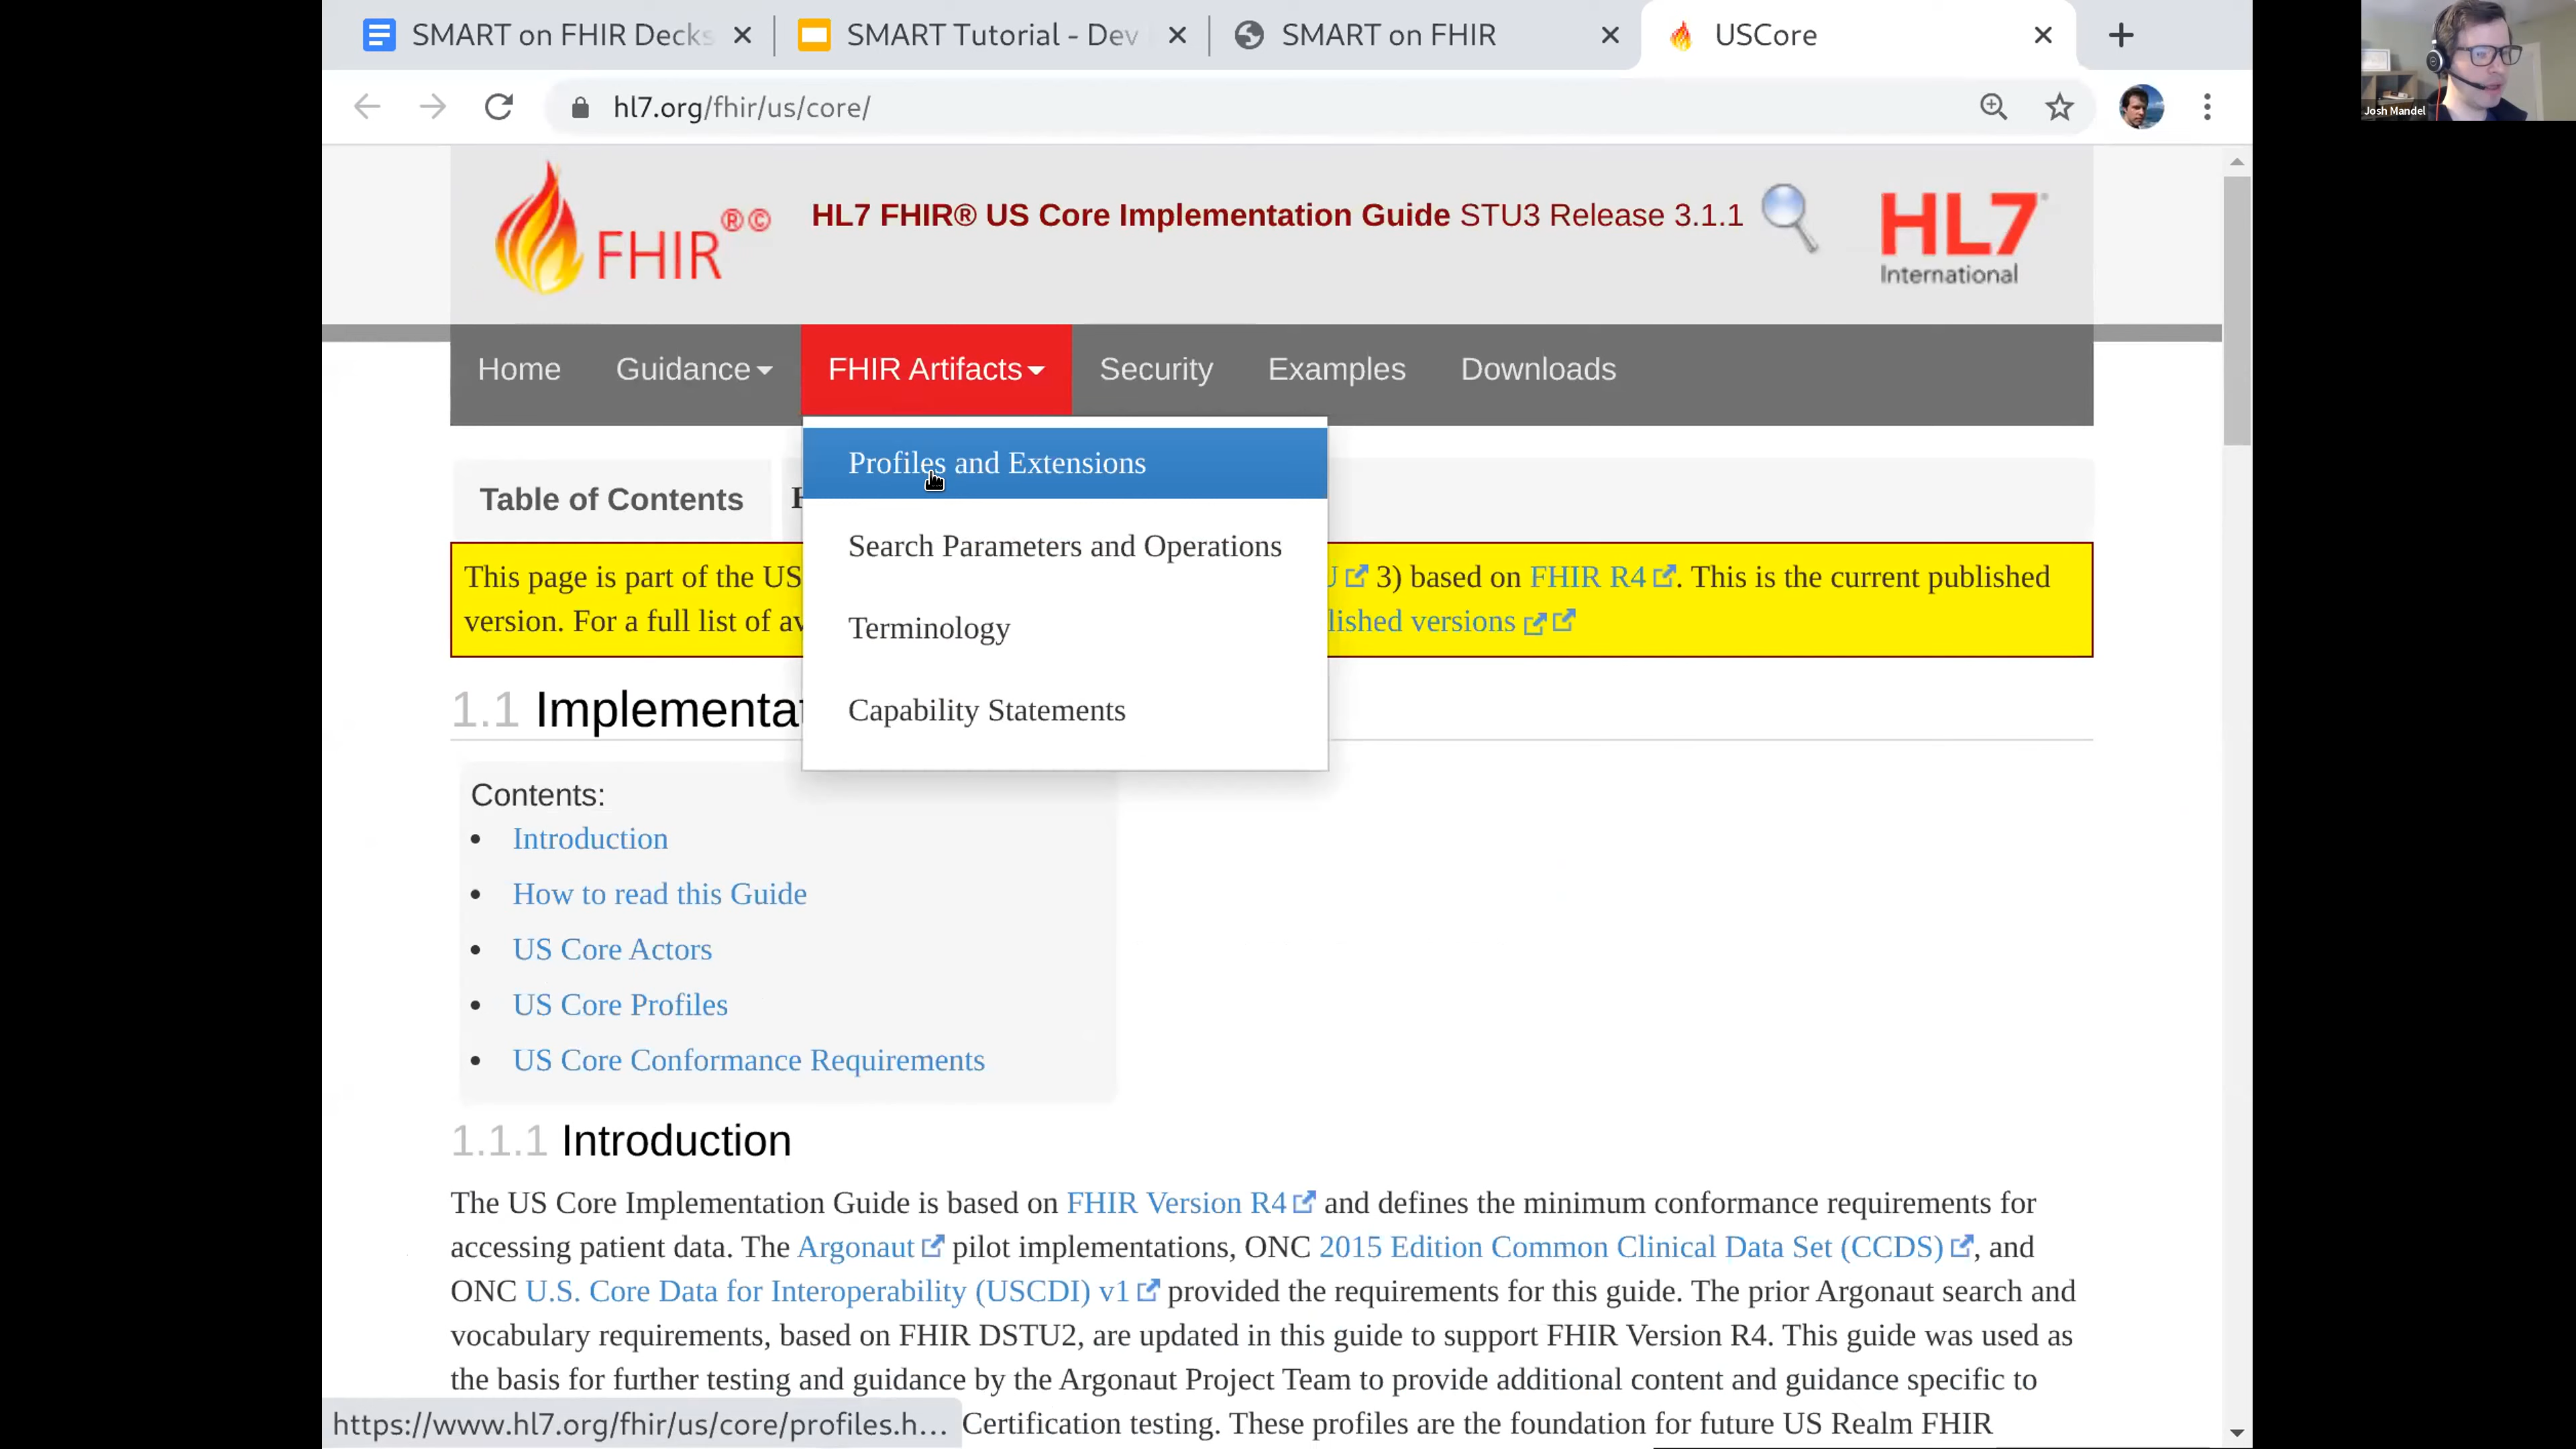 SMART on FHIR Decks
SMART Tutorial - Dev
SMART on FHIR
USCore
hl7.org/fhir/us/core/
Josh Mandel
FHIR ®©
HL7 FHIR® US Core Implementation Guide STU3 Release 3.1.1
HL7
International
Home
Guidance
FHIR Artifacts
Security
Examples
Downloads
Profiles and Extensions
Search Parameters and Operations
Terminology
Capability Statements
Table of Contents
This page is part of the US
3) based on FHIR R4. This is the current published
version. For a full list of av
lished versions
1.1 Implementat
Contents:
• Introduction
• How to read this Guide
• US Core Actors
• US Core Profiles
• US Core Conformance Requirements
1.1.1 Introduction
The US Core Implementation Guide is based on FHIR Version R4 and defines the minimum conformance requirements for
accessing patient data. The Argonaut pilot implementations, ONC 2015 Edition Common Clinical Data Set (CCDS), and
ONC U.S. Core Data for Interoperability (USCDI) v1 provided the requirements for this guide. The prior Argonaut search and
vocabulary requirements, based on FHIR DSTU2, are updated in this guide to support FHIR Version R4. This guide was used as
the basis for further testing and guidance by the Argonaut Project Team to provide additional content and guidance specific to
Certification testing. These profiles are the foundation for future US Realm FHIR
https://www.hl7.org/fhir/us/core/profiles.h...